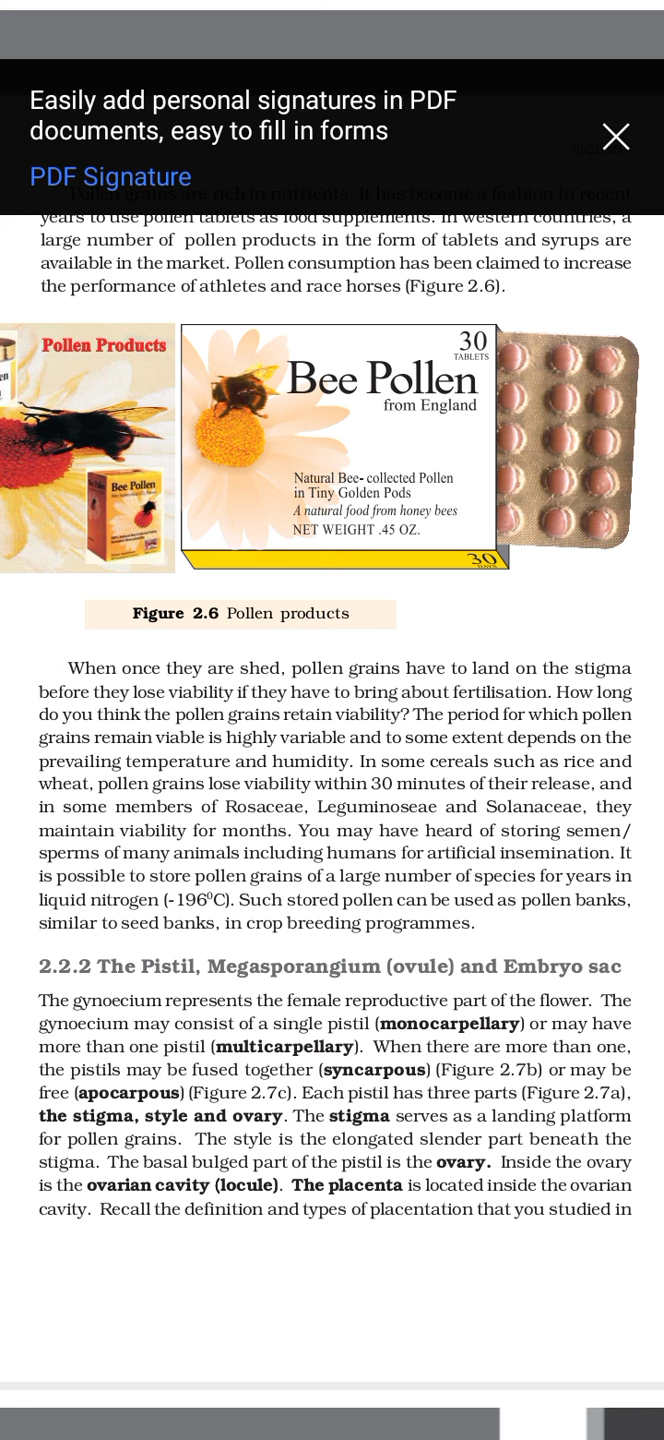 Easily add personal signatures in PDF
documents, easy to fill in forms
PDF Signature
Pollen grains are rich in nutrients. It has become a fashion in recent
years to use pollen tablets as food supplements. In western countries, a
large number of pollen products in the form of tablets and syrups are
available in the market. Pollen consumption has been claimed to increase
the performance of athletes and race horses (Figure 2.6).
Pollen Products
Bee Pollen
30
TABLETS
Bee Pollen
from England
Natural Bee-collected Pollen
in Tiny Golden Pods
A natural food from honey bees
NET WEIGHT .45 OZ.
30
Figure 2.6 Pollen products
When once they are shed, pollen grains have to land on the stigma
before they lose viability if they have to bring about fertilisation. How long
do you think the pollen grains retain viability? The period for which pollen
grains remain viable is highly variable and to some extent depends on the
prevailing temperature and humidity. In some cereals such as rice and
wheat, pollen grains lose viability within 30 minutes of their release, and
in some members of Rosaceae, Leguminoseae and Solanaceae, they
maintain viability for months. You may have heard of storing semen/
sperms of many animals including humans for artificial insemination. It
is possible to store pollen grains of a large number of species for years in
liquid nitrogen (-196⁰C). Such stored pollen can be used as pollen banks,
similar to seed banks, in crop breeding programmes.
2.2.2 The Pistil, Megasporangium (ovule) and Embryo sac
The gynoecium represents the female reproductive part of the flower. The
gynoecium may consist of a single pistil (monocarpellary) or may have
more than one pistil (multicarpellary). When there are more than one,
the pistils may be fused together (syncarpous) (Figure 2.7b) or may be
free (apocarpous) (Figure 2.7c). Each pistil has three parts (Figure 2.7a),
the stigma, style and ovary. The stigma serves as a landing platform
for pollen grains. The style is the elongated slender part beneath the
stigma. The basal bulged part of the pistil is the ovary. Inside the ovary
is the ovarian cavity (locule). The placenta is located inside the ovarian
cavity. Recall the definition and types of placentation that you studied in